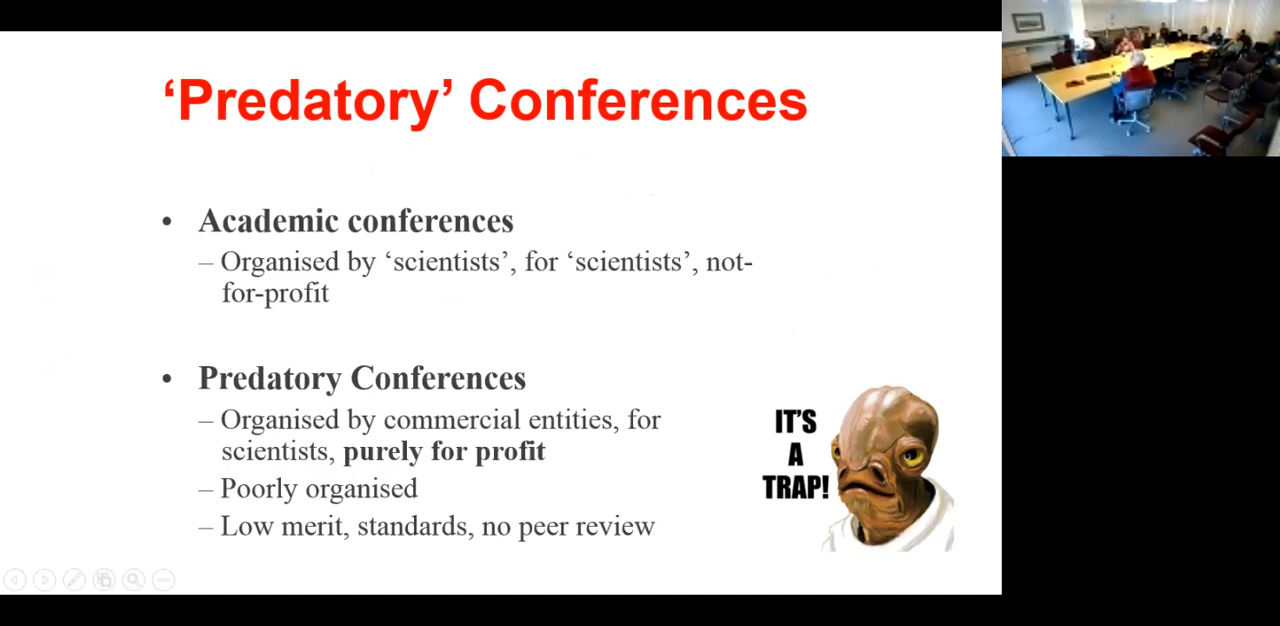 ‘Predatory’ Conferences
• Academic conferences
– Organised by ‘scientists’, for ‘scientists’, not-
for-profit
• Predatory Conferences
– Organised by commercial entities, for
scientists, purely for profit
– Poorly organised
– Low merit, standards, no peer review
IT'S
A
TRAP!